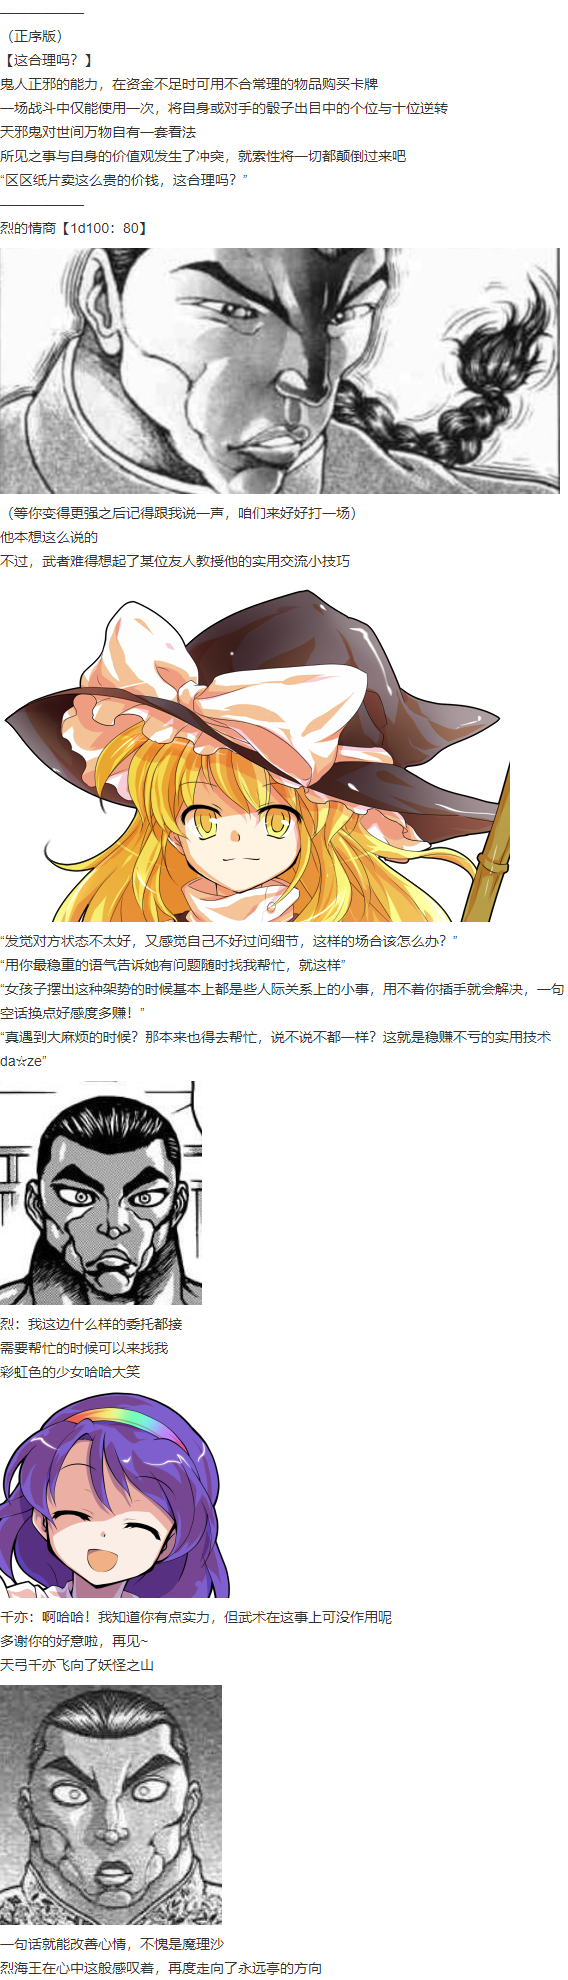 （正序版）
【这合理吗？】
鬼人正邪的能力，在资金不足时可用不合常理的物品购买卡牌
一场战斗中仅能使用一次，将自身或对手的骰子出目中的个位与十位逆转
天邪鬼对世间万物自有一套看法
所见之事与自身的价值观发生了冲突，就索性将一切都颠倒过来吧
“区区纸片卖这么贵的价钱，这合理吗？”
烈的情商【1d100：80】
（等你变得更强之后记得跟我说一声，咱们来好好打一场）
他本想这么说的
不过，武者难得想起了某位友人教授他的实用交流小技巧
“发觉对方状态不太好，又感觉自己不好过问细节，这样的场合该怎么办？”
“用你最稳重的语气告诉她有问题随时找我帮忙，就这样”
“女孩子摆出这种架势的时候基本上都是些人际关系上的小事，用不着你插手就会解决，一句
空话换点好感度多赚！”
“真遇到大麻烦的时候？那本来也得去帮忙，说不说不都一样？这就是稳赚不亏的实用技术
da☆ze”
烈：我这边什么样的委托都接
需要帮忙的时候可以来找我
彩虹色的少女哈哈大笑
千亦：啊哈哈！我知道你有点实力，但武术在这事上可没作用呢
多谢你的好意啦，再见~
天弓千亦飞向了妖怪之山
一句话就能改善心情，不愧是魔理沙
烈海王在心中这般感叹着，再度走向了永远亭的方向